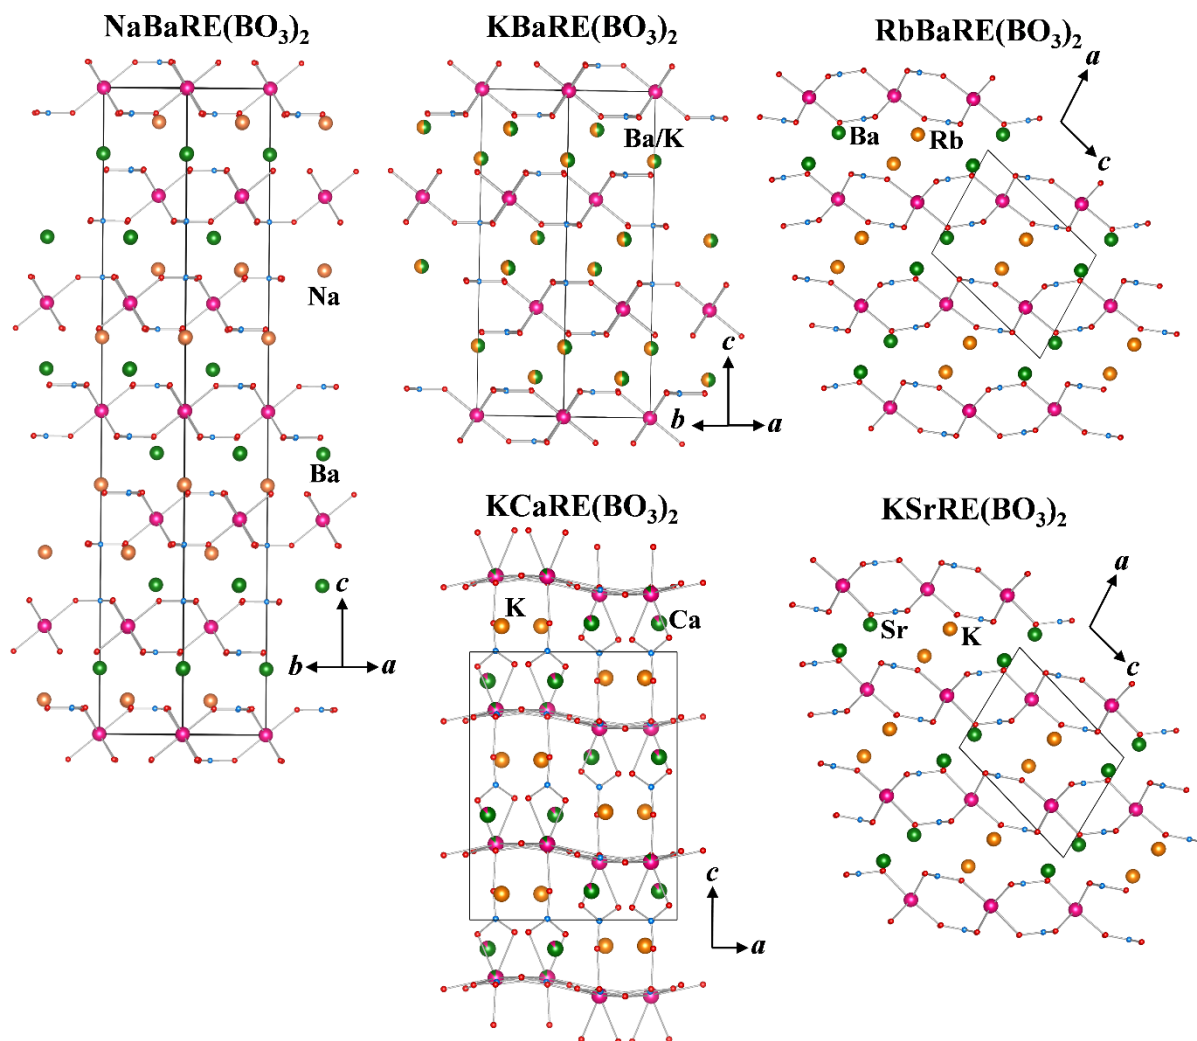 NaBaRE(BO₃)₂
KBaRE(BO₃)₂
RbBaRE(BO₃)₂
a
Ba/K
Ba
Rb
c
Na
c
b
a
Ba
KCaRE(BO₃)₂
KSrRE(BO₃)₂
c
b
a
K
Ca
a
Sr
K
c
c
a